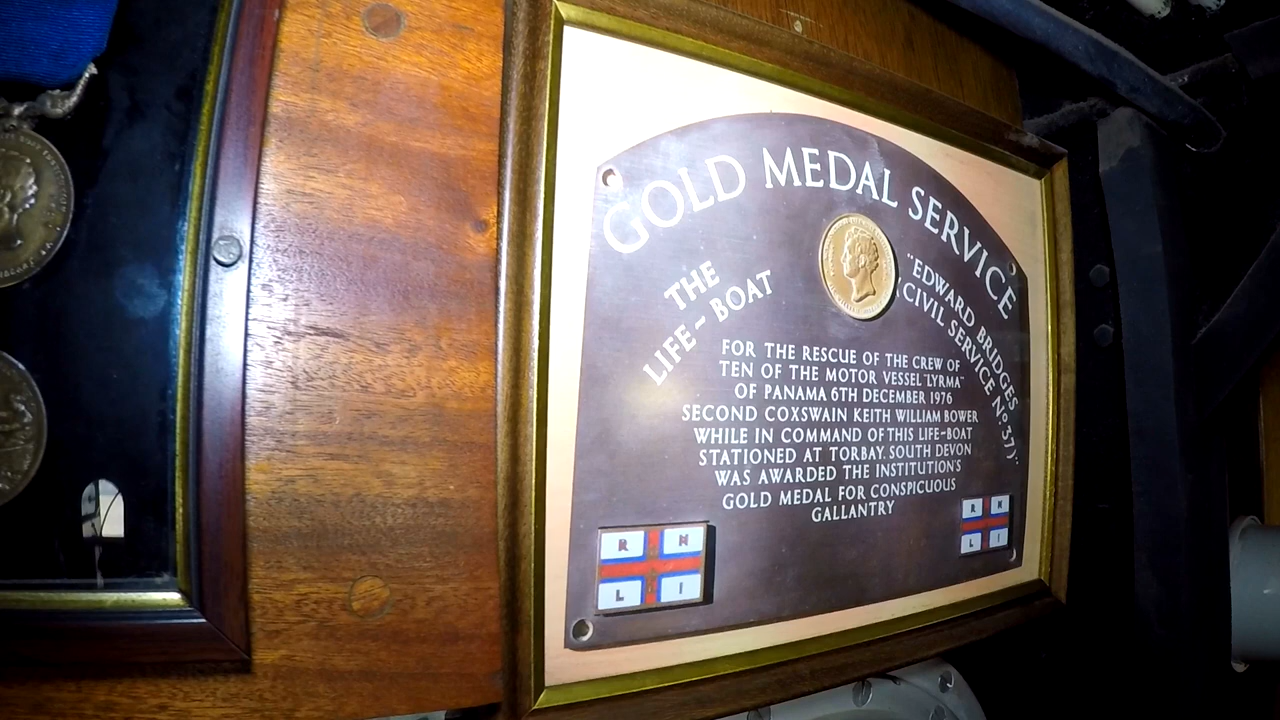 GOLD MEDAL SERVICE
THE
LIFE-BOAT
"EDWARD BRIDGES
(CIVIL SERVICE No 37)"
FOR THE RESCUE OF THE CREW OF
TEN OF THE MOTOR VESSEL "LYRMA"
OF PANAMA 6TH DECEMBER 1976
SECOND COXSWAIN KEITH WILLIAM BOWER
WHILE IN COMMAND OF THIS LIFE-BOAT
STATIONED AT TORBAY. SOUTH DEVON
WAS AWARDED THE INSTITUTION'S
GOLD MEDAL FOR CONSPICUOUS
GALLANTRY
R N
L I
R N
L I